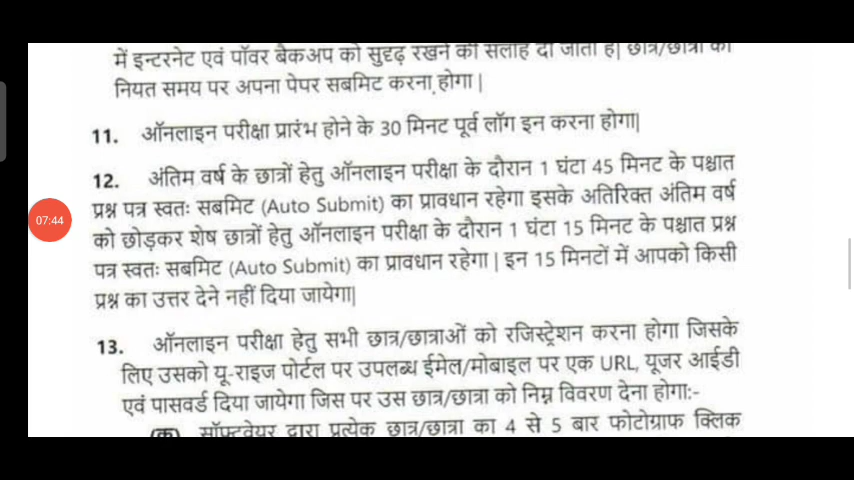 में इन्टरनेट एवं पॉवर बैकअप को सुदृढ़ रखने की सलाह दी जाती है| छात्र/छात्रा को
नियत समय पर अपना पेपर सबमिट करना होगा |
11. ऑनलाइन परीक्षा प्रारंभ होने के 30 मिनट पूर्व लॉग इन करना होगा|
12. अंतिम वर्ष के छात्रों हेतु ऑनलाइन परीक्षा के दौरान 1 घंटा 45 मिनट के पश्चात
प्रश्न पत्र स्वतः सबमिट (Auto Submit) का प्रावधान रहेगा इसके अतिरिक्त अंतिम वर्ष
07:44
को छोड़कर शेष छात्रों हेतु ऑनलाइन परीक्षा के दौरान 1 घंटा 15 मिनट के पश्चात प्रश्न
पत्र स्वतः सबमिट (Auto Submit) का प्रावधान रहेगा | इन 15 मिनटों में आपको किसी
प्रश्न का उत्तर देने नहीं दिया जायेगा|
13. ऑनलाइन परीक्षा हेतु सभी छात्र/छात्राओं को रजिस्ट्रेशन करना होगा जिसके
लिए उसको यू-राइज पोर्टल पर उपलब्ध ईमेल/मोबाइल पर एक URL, यूजर आईडी
एवं पासवर्ड दिया जायेगा जिस पर उस छात्र/छात्रा को निम्न विवरण देना होगा:-
(क) सॉफ्टवेयर द्वारा प्रत्येक छात्र/छात्रा का 4 से 5 बार फोटोग्राफ क्लिक